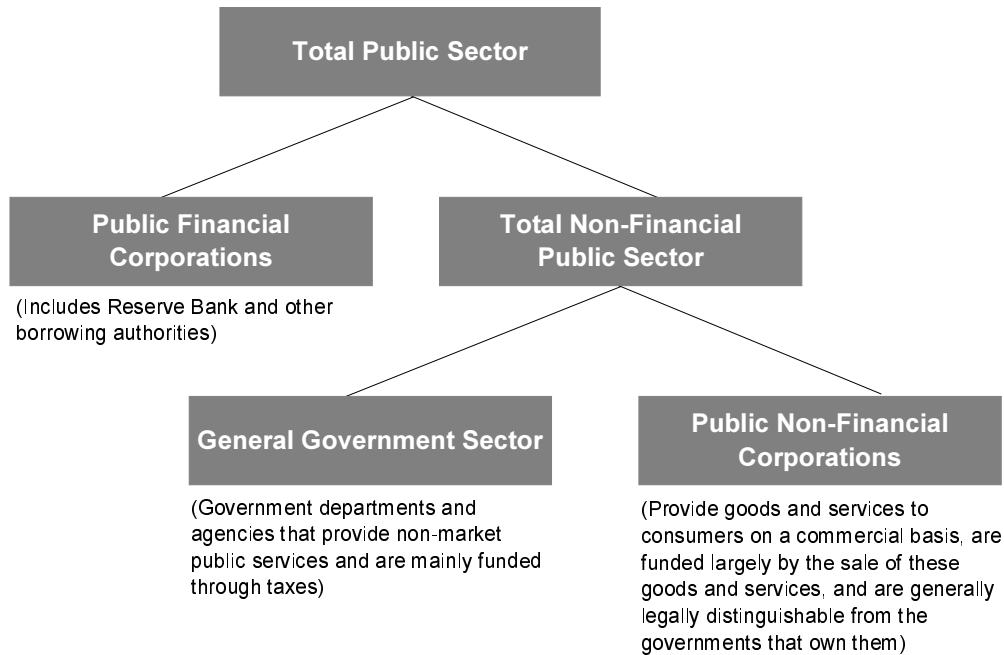 Total Public Sector
Public Financial
Corporations
Total Non-Financial
Public Sector
(Includes Reserve Bank and other
borrowing authorities)
General Government Sector
Public Non-Financial
Corporations
(Government departments and
agencies that provide non-market
public services and are mainly funded
through taxes)
(Provide goods and services to
consumers on a commercial basis, are
funded largely by the sale of these
goods and services, and are generally
legally distinguishable from the
governments that own them)